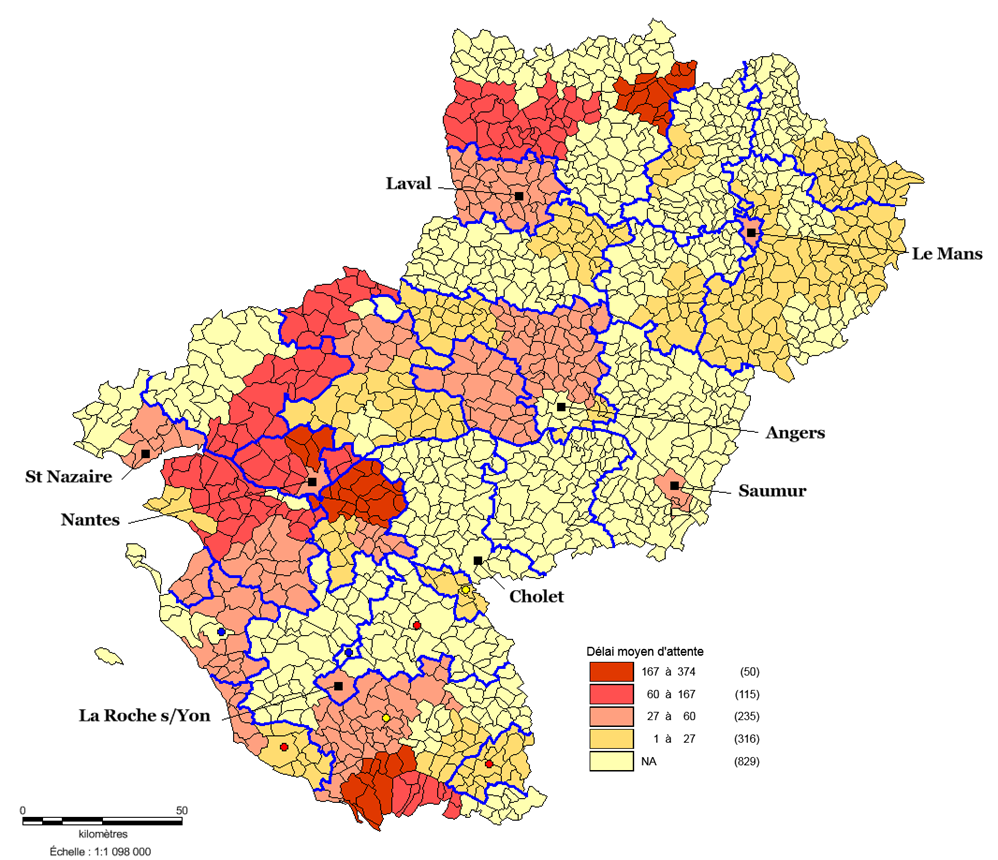 Laval
Le Mans
Angers
St Nazaire
Saumur
Nantes
Cholet
La Roche s/Yon
Délai moyen d'attente
167 à 374 (50)
60 à 167 (115)
27 à 60 (235)
1 à 27 (316)
NA (829)
0 50
kilomètres
Échelle : 1:1 098 000